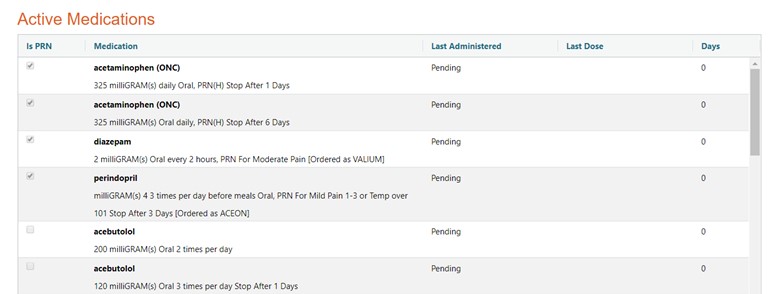 Active Medications
Is PRN Medication Last Administered Last Dose Days
acetaminophen (ONC) Pending 0
325 milliGRAM(s) daily Oral, PRN(H) Stop After 1 Days
acetaminophen (ONC) Pending 0
325 milliGRAM(s) Oral daily, PRN(H) Stop After 6 Days
diazepam Pending 0
2 milliGRAM(s) Oral every 2 hours, PRN For Moderate Pain [Ordered as VALIUM]
perindopril Pending 0
milliGRAM(s) 4 3 times per day before meals Oral, PRN For Mild Pain 1-3 or Temp over
101 Stop After 3 Days [Ordered as ACEON]
acebutolol Pending 0
200 milliGRAM(s) Oral 2 times per day
acebutolol Pending 0
120 milliGRAM(s) Oral 3 times per day Stop After 1 Days